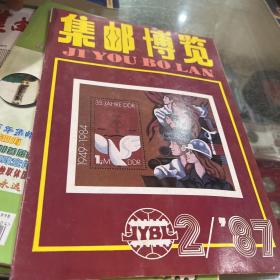 集邮博览
JI YOU BO LAN
35 JAHRE DDR
1949-1984
1M DDR
JYBL
2/'87